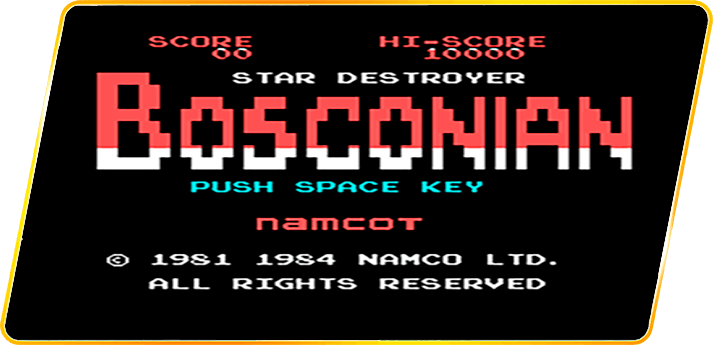 SCORE HI-SCORE
00 10000
STAR DESTROYER
BOSCONIAN
PUSH SPACE KEY
namcot
© 1981 1984 NAMCO LTD.
ALL RIGHTS RESERVED